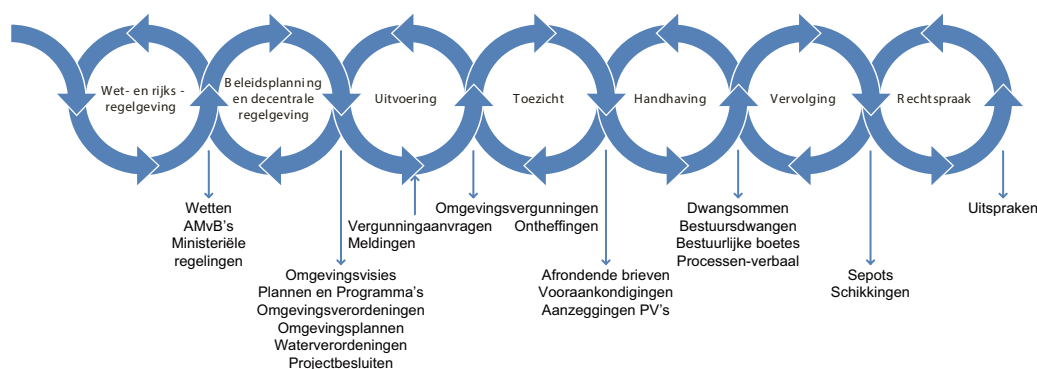 Wet- en rijks -
regelgeving
Beleidsplanning
en decentrale
regelgeving
Uitvoering
Toezicht
Handhaving
Vervolging
Rechtspraak
Wetten
AMvB's
Ministeriële
regelingen
Omgevingsvisies
Plannen en Programma's
Omgevingsverordeningen
Omgevingsplannen
Waterverordeningen
Projectbesluiten
Vergunningaanvragen
Meldingen
Omgevingsvergunningen
Ontheffingen
Afrondende brieven
Vooraankondigingen
Aanzeggingen PV's
Dwangsommen
Bestuursdwangen
Bestuurlijke boetes
Processen-verbaal
Sepots
Schikkingen
Uitspraken